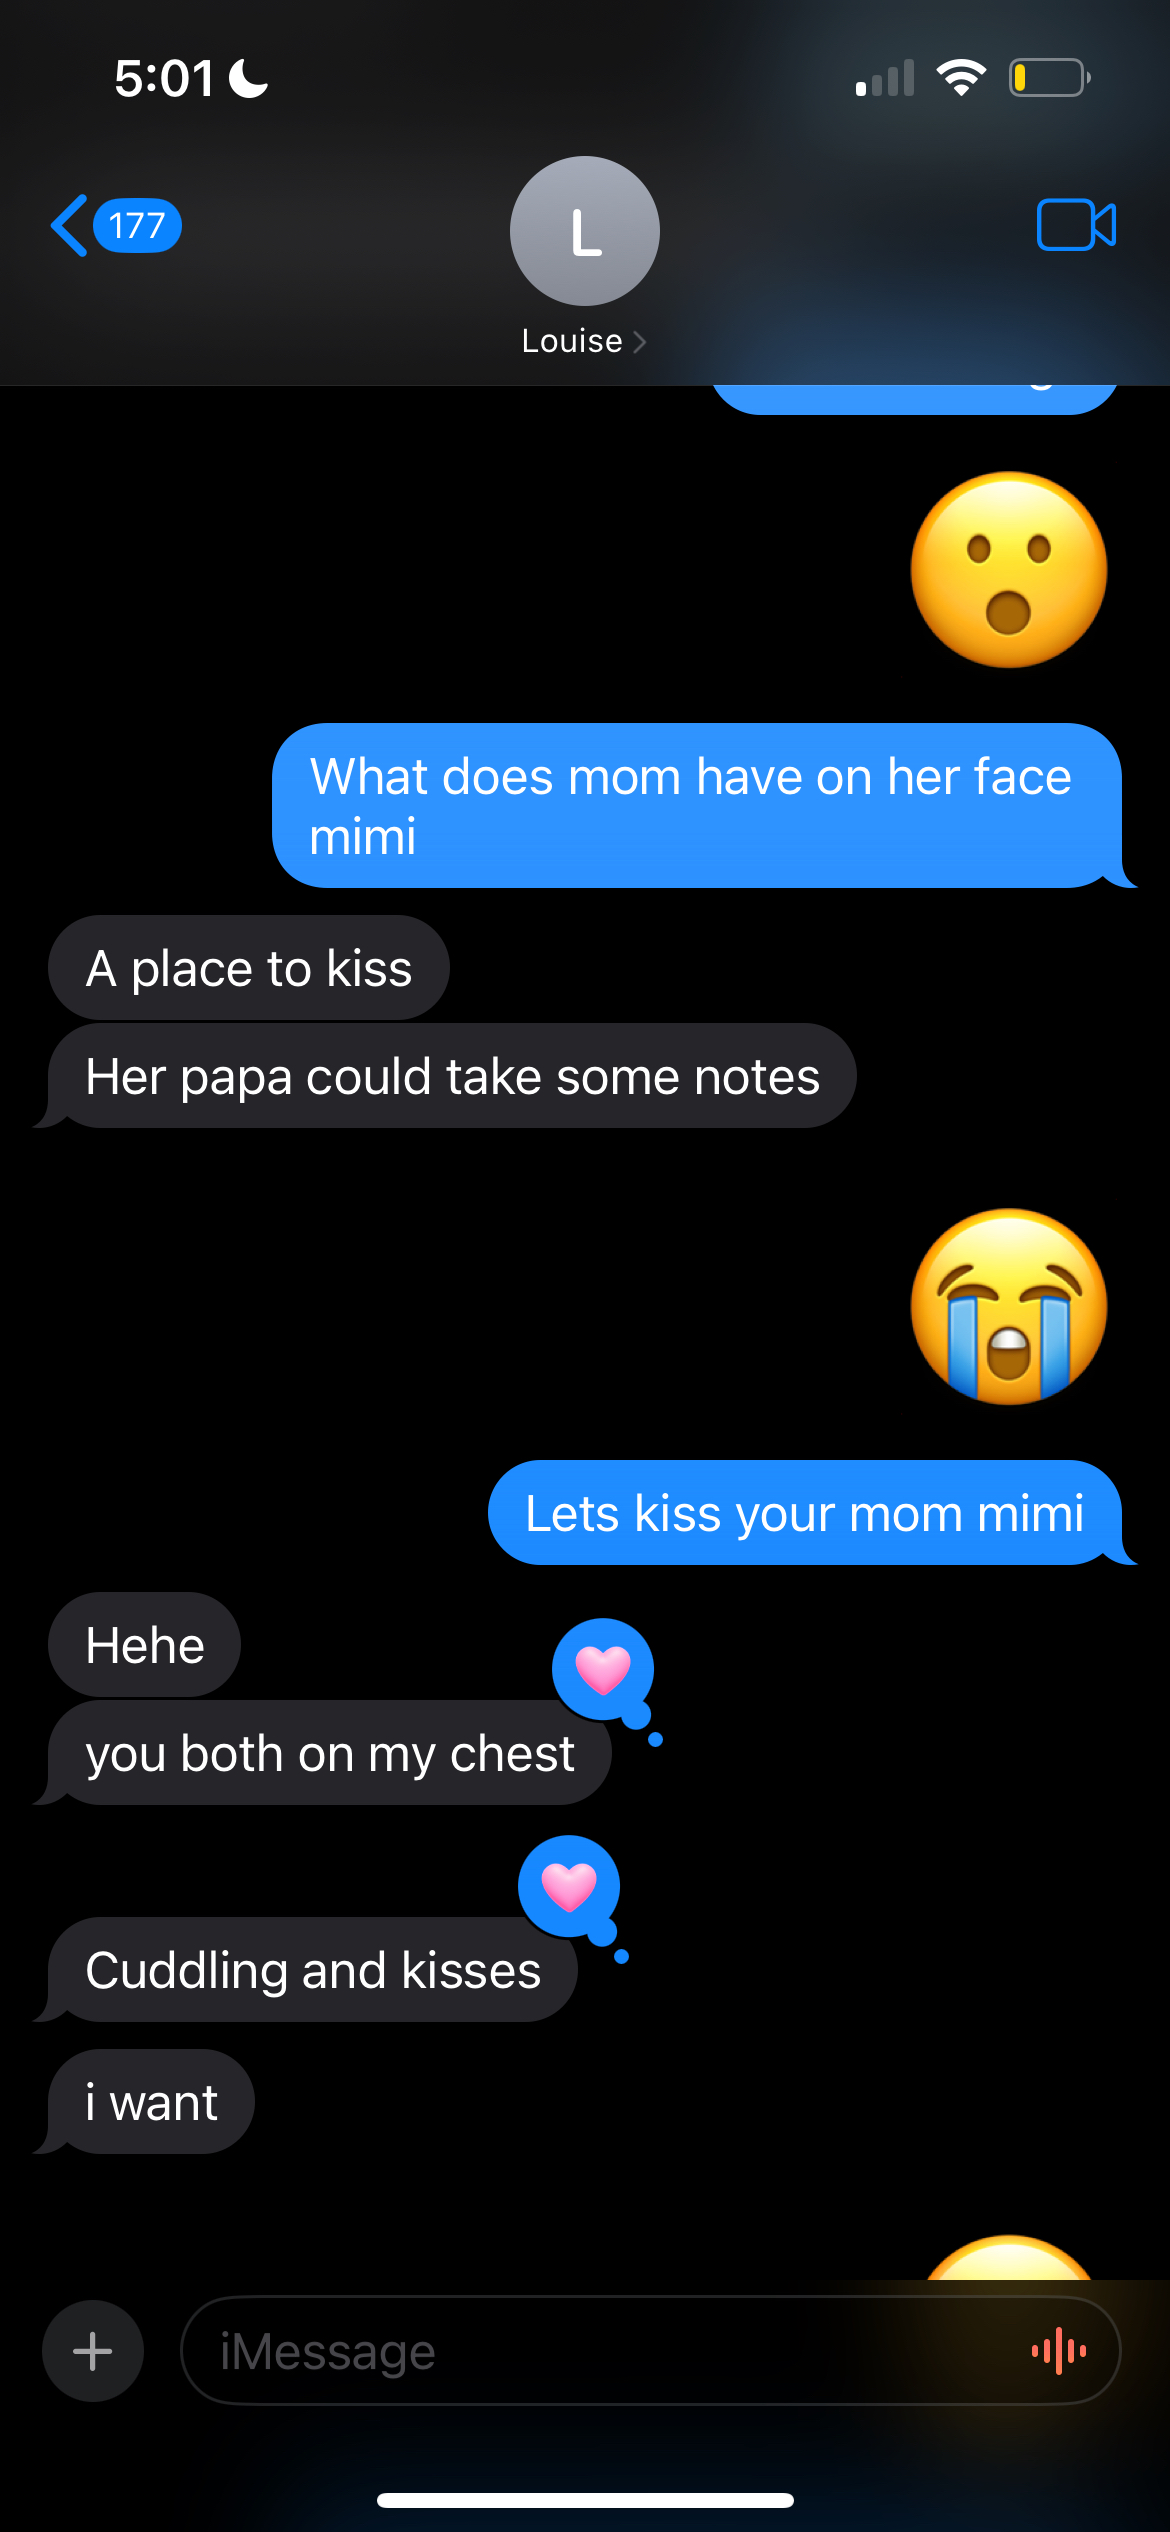 5:01
177
L
Louise
What does mom have on her face
mimi
A place to kiss
Her papa could take some notes
Lets kiss your mom mimi
Hehe
you both on my chest
Cuddling and kisses
i want
iMessage